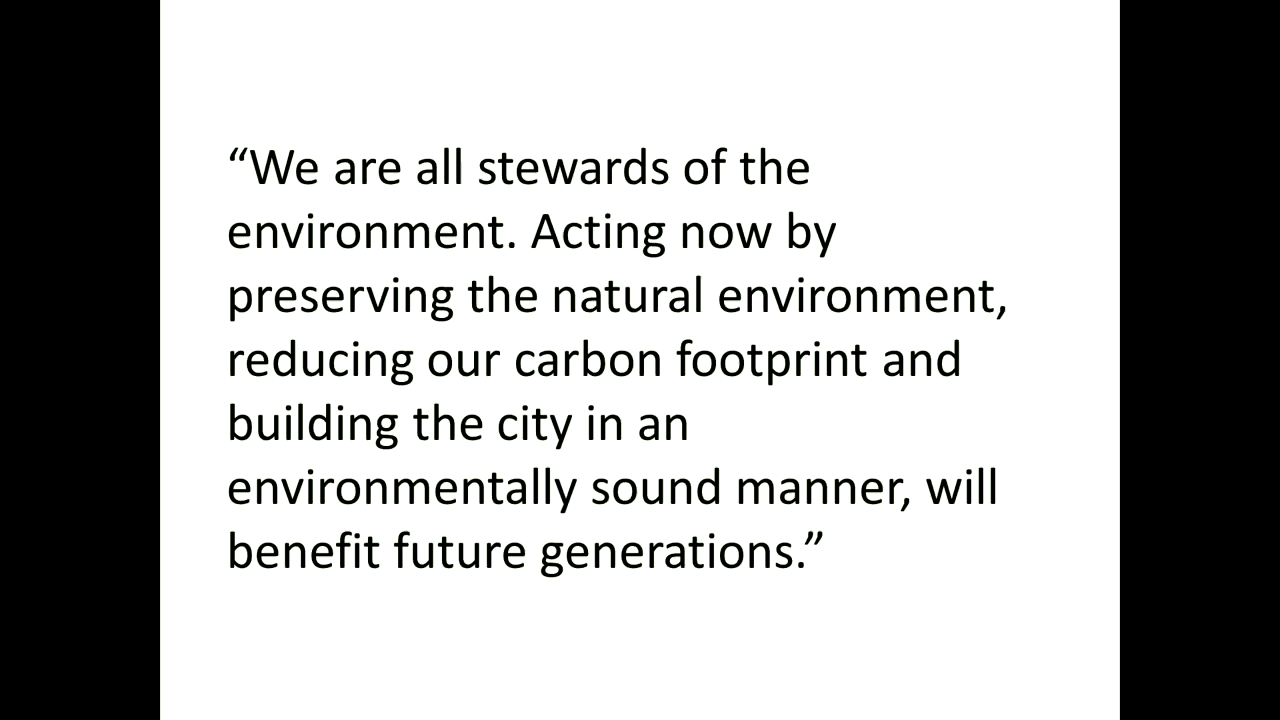 “We are all stewards of the
environment. Acting now by
preserving the natural environment,
reducing our carbon footprint and
building the city in an
environmentally sound manner, will
benefit future generations.”